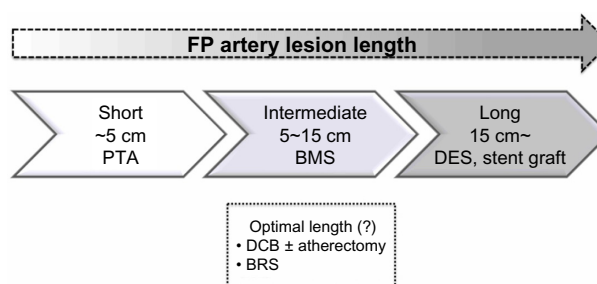 FP artery lesion length
Short
~5 cm
PTA
Intermediate
5~15 cm
BMS
Long
15 cm~
DES, stent graft
Optimal length (?)
• DCB ± atherectomy
• BRS